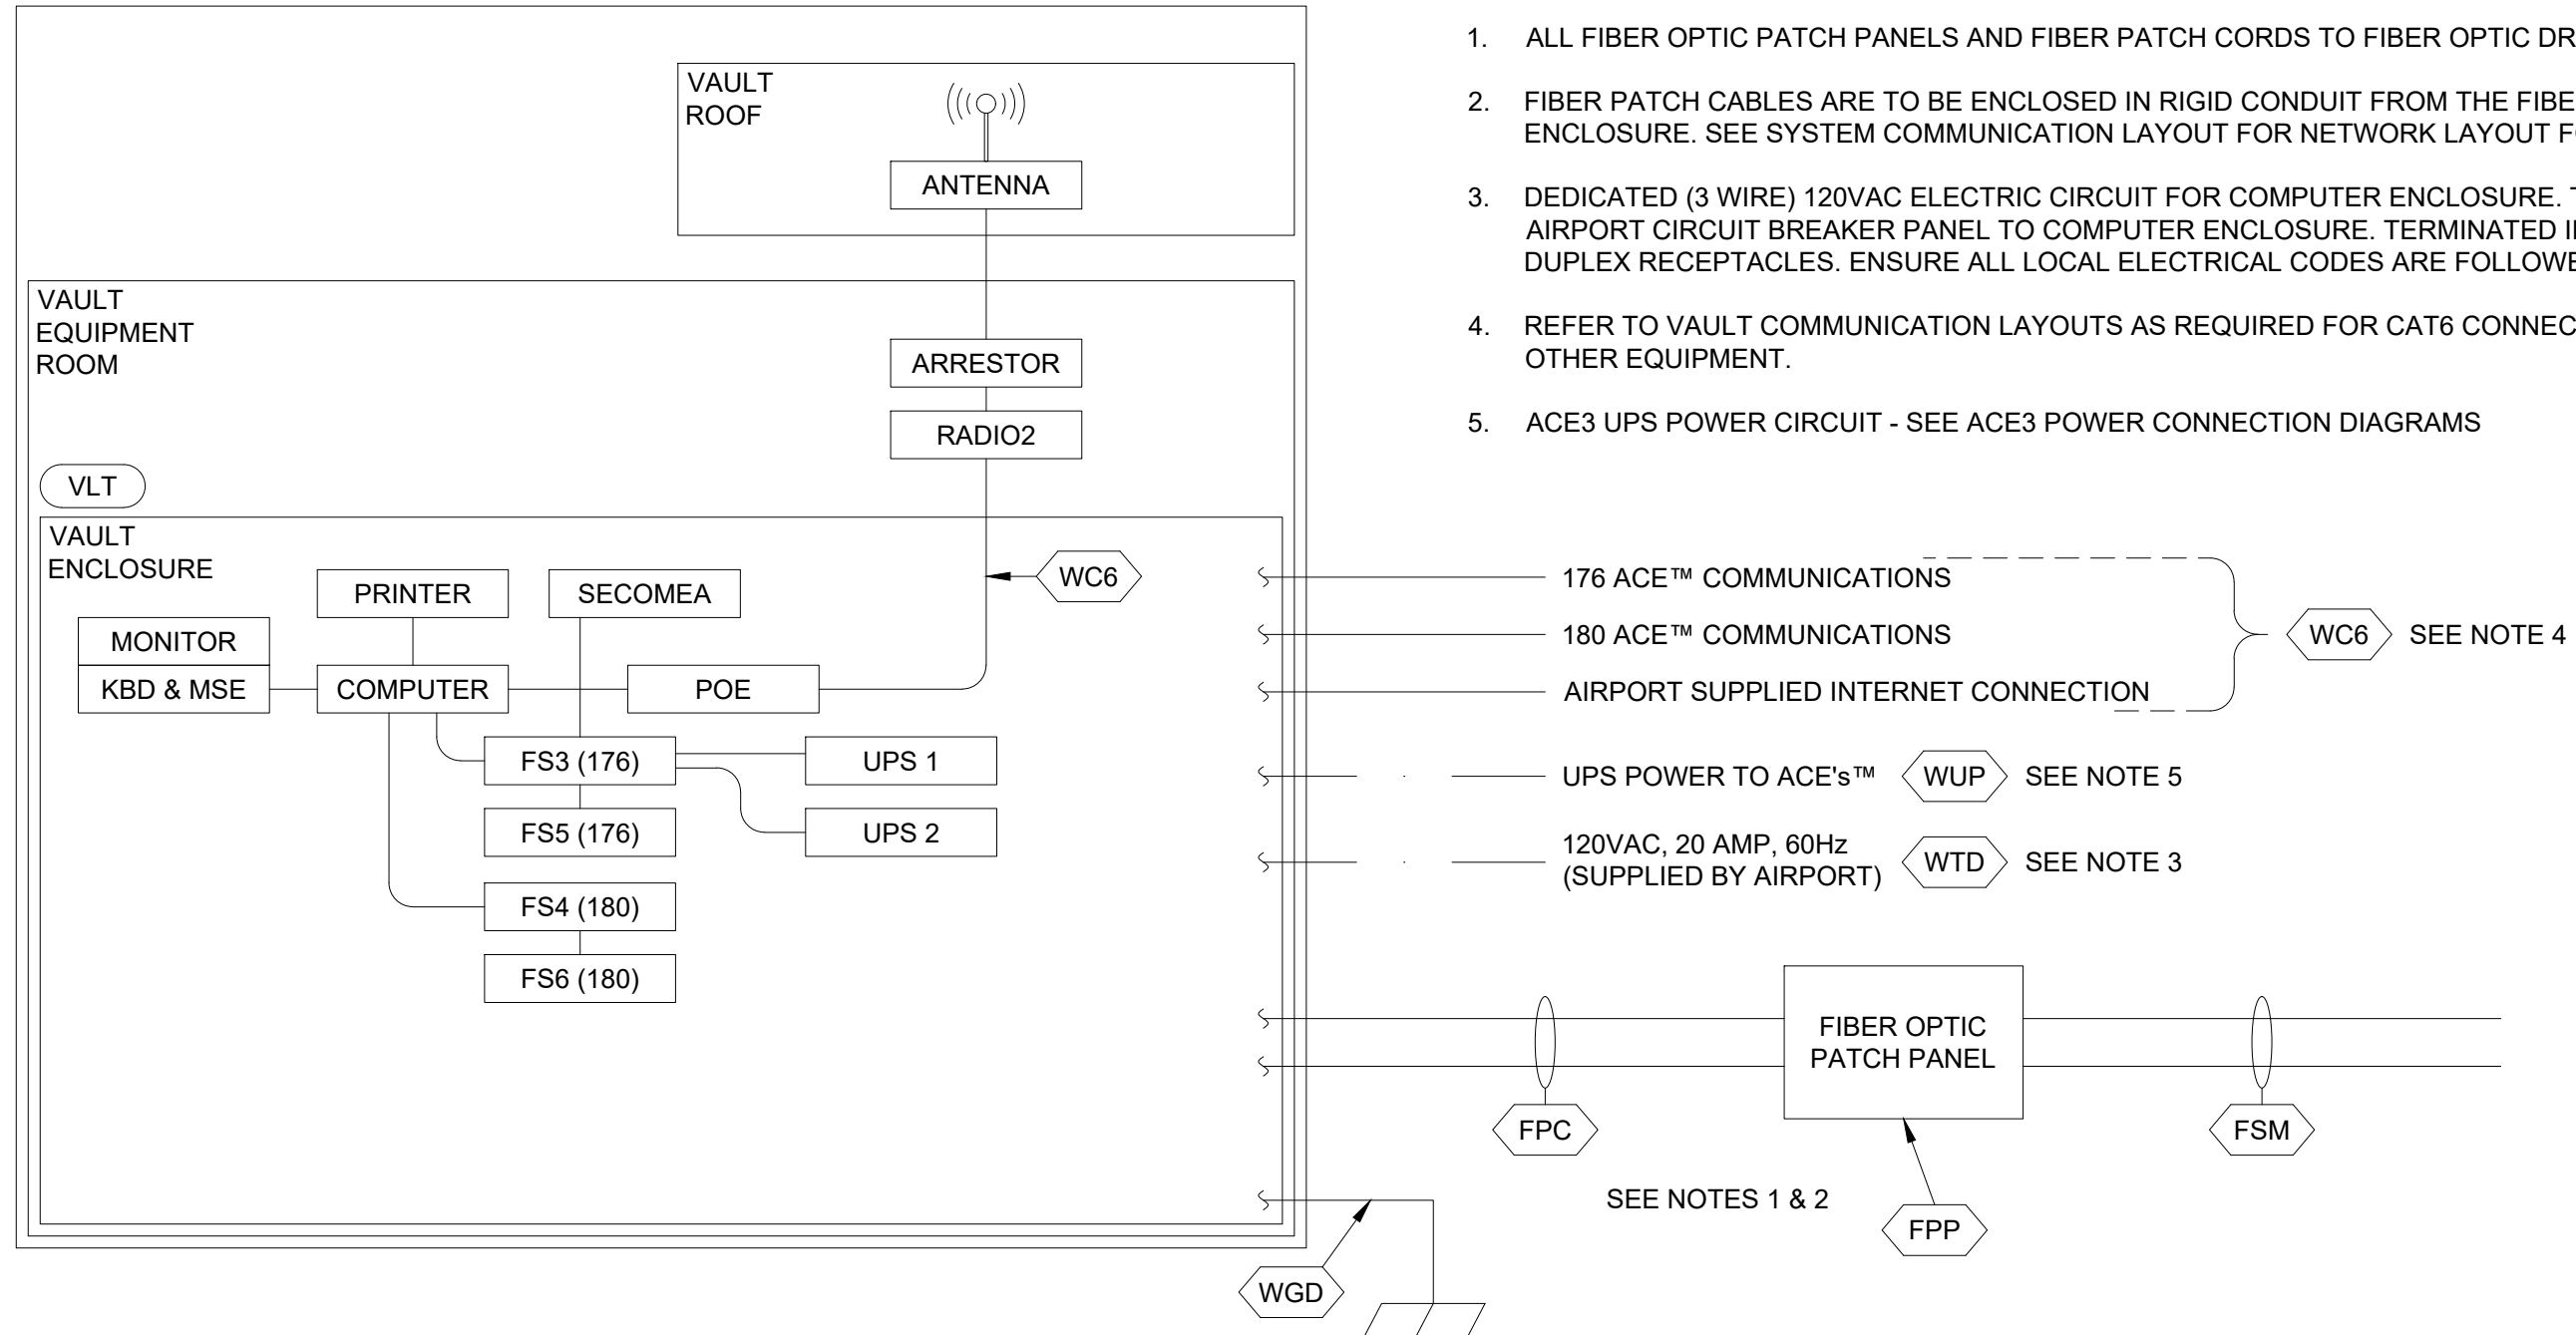 VAULT
ROOF
ANTENNA
VAULT
EQUIPMENT
ROOM
ARRESTOR
RADIO2
VLT
VAULT
ENCLOSURE
WC6
PRINTER
SECOMEA
MONITOR
KBD & MSE
COMPUTER
POE
FS3 (176)
UPS 1
FS5 (176)
UPS 2
FS4 (180)
FS6 (180)
1. ALL FIBER OPTIC PATCH PANELS AND FIBER PATCH CORDS TO FIBER OPTIC DR
2. FIBER PATCH CABLES ARE TO BE ENCLOSED IN RIGID CONDUIT FROM THE FIBE
ENCLOSURE. SEE SYSTEM COMMUNICATION LAYOUT FOR NETWORK LAYOUT F
3. DEDICATED (3 WIRE) 120VAC ELECTRIC CIRCUIT FOR COMPUTER ENCLOSURE.
AIRPORT CIRCUIT BREAKER PANEL TO COMPUTER ENCLOSURE. TERMINATED I
DUPLEX RECEPTACLES. ENSURE ALL LOCAL ELECTRICAL CODES ARE FOLLOWE
4. REFER TO VAULT COMMUNICATION LAYOUTS AS REQUIRED FOR CAT6 CONNEC
OTHER EQUIPMENT.
5. ACE3 UPS POWER CIRCUIT - SEE ACE3 POWER CONNECTION DIAGRAMS
176 ACE™ COMMUNICATIONS
180 ACE™ COMMUNICATIONS
WC6 SEE NOTE 4
AIRPORT SUPPLIED INTERNET CONNECTION
UPS POWER TO ACE's™ WUP SEE NOTE 5
120VAC, 20 AMP, 60Hz
(SUPPLIED BY AIRPORT) WTD SEE NOTE 3
FIBER OPTIC
PATCH PANEL
FPC
FSM
SEE NOTES 1 & 2
FPP
WGD